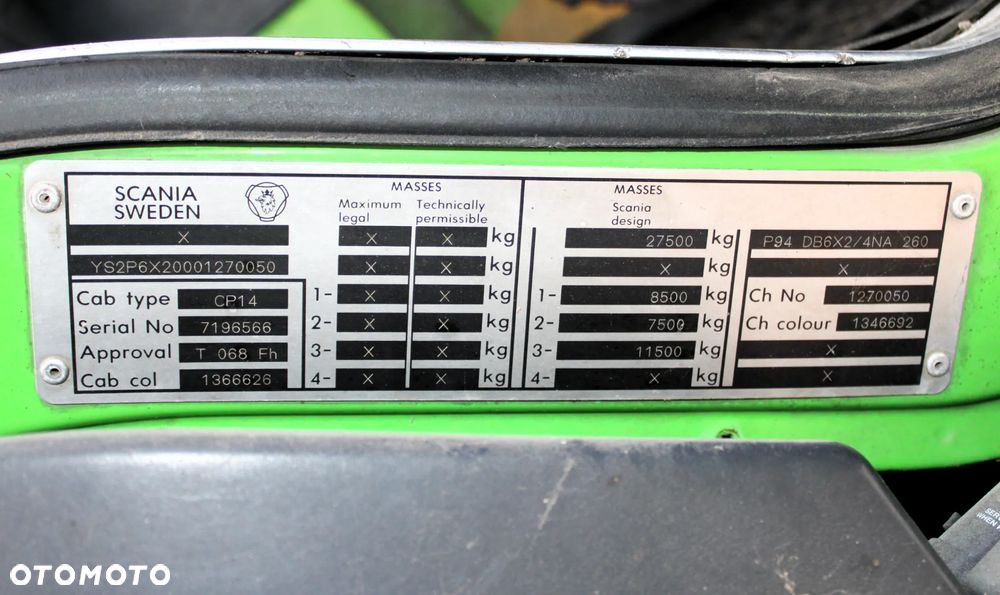 SCANIA
SWEDEN
X
YS2P6X20001270050
Cab type CP14
Serial No 7196566
Approval T 068 Fh
Cab col 1366626
MASSES
Maximum legal Technically permissible
X X kg
X X kg
1- X X kg
2- X X kg
3- X X kg
4- X X kg
MASSES
Scania design
27500 kg
X kg
1- 8500 kg
2- 7500 kg
3- 11500 kg
4- X kg
P94 DB6X2/4NA 260
X
Ch No 1270050
Ch colour 1346692
X
X
OTOMOTO